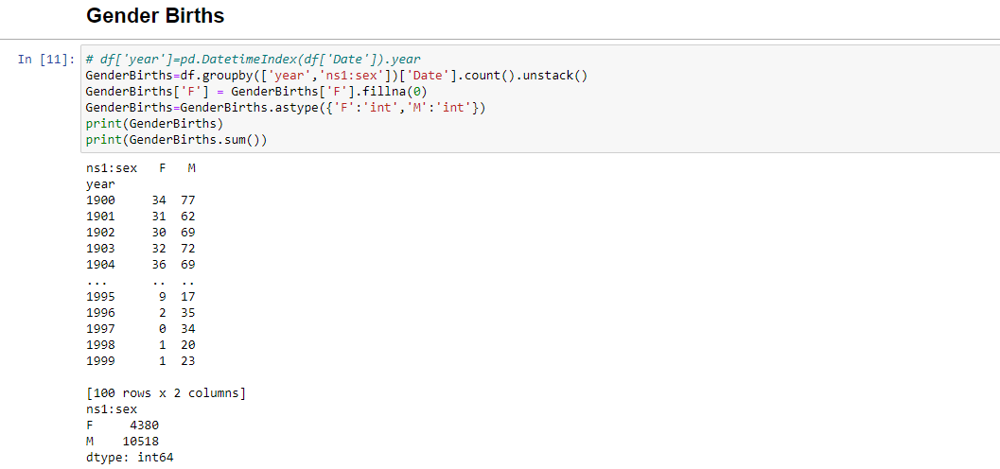 Gender Births
In [11]:
# df['year']=pd.DatetimeIndex(df['Date']).year
GenderBirths=df.groupby(['year','ns1:sex'])['Date'].count().unstack()
GenderBirths['F'] = GenderBirths['F'].fillna(0)
GenderBirths=GenderBirths.astype({'F':'int','M':'int'})
print(GenderBirths)
print(GenderBirths.sum())
ns1:sex   F   M
year
1900     34  77
1901     31  62
1902     30  69
1903     32  72
1904     36  69
...      ..  ..
1995      9  17
1996      2  35
1997      0  34
1998      1  20
1999      1  23
[100 rows x 2 columns]
ns1:sex
F     4380
M    10518
dtype: int64